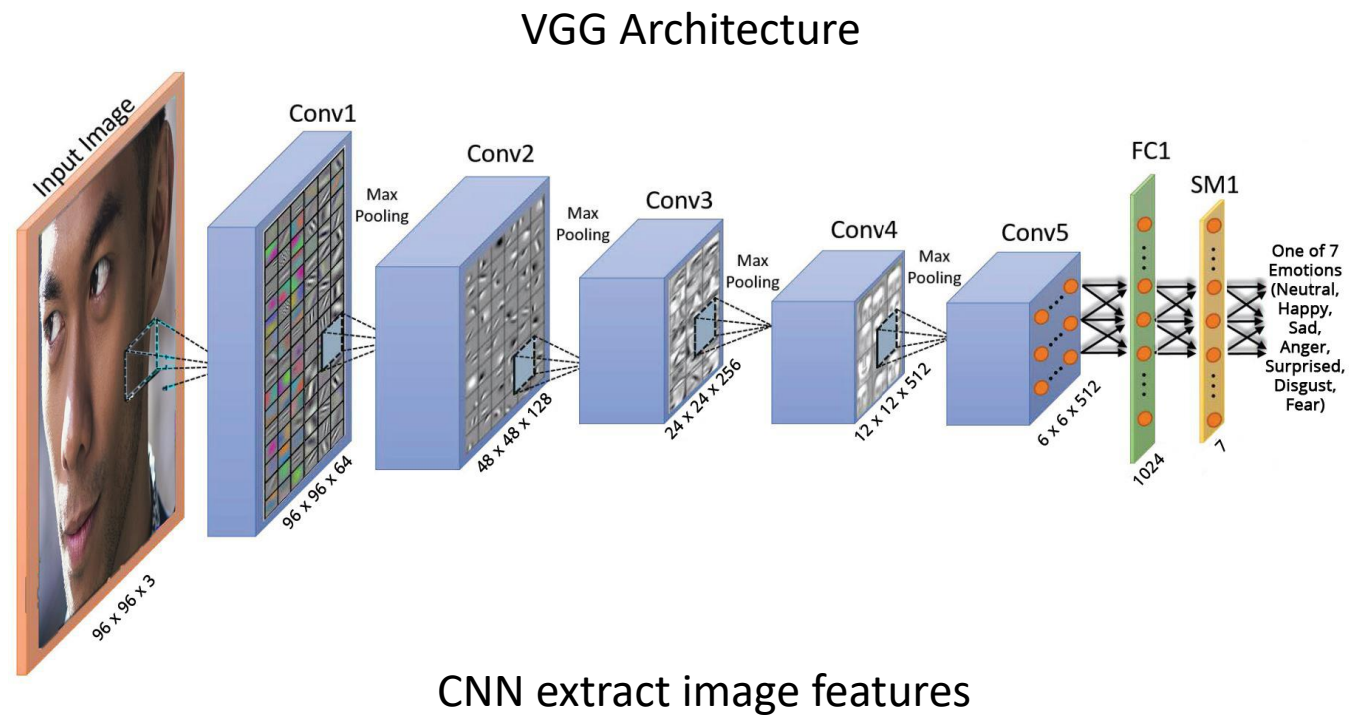 VGG Architecture
Input Image
96 x 96 x 3
Conv1
96 x 96 x 64
Max
Pooling
Conv2
48 x 48 x 128
Max
Pooling
Conv3
24 x 24 x 256
Max
Pooling
Conv4
12 x 12 x 512
Max
Pooling
Conv5
6 x 6 x 512
FC1
1024
SM1
7
One of 7
Emotions
(Neutral,
Happy,
Sad,
Anger,
Surprised,
Disgust,
Fear)
CNN extract image features